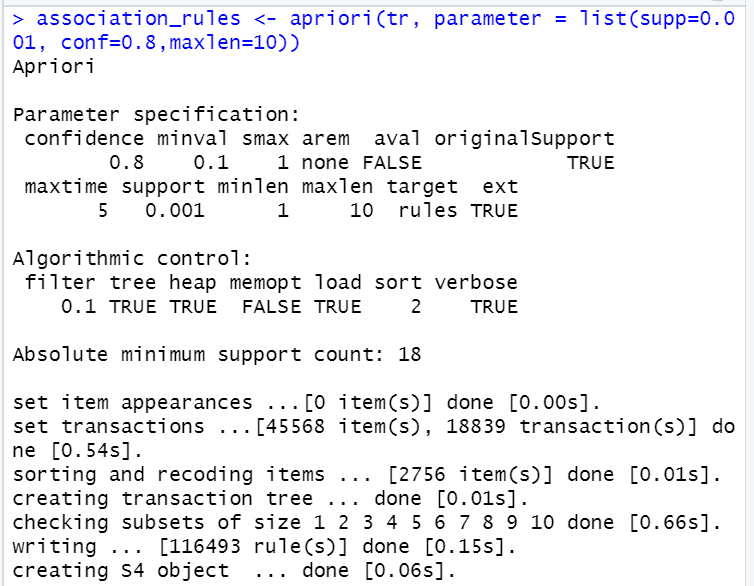 > association_rules <- apriori(tr, parameter = list(supp=0.0
01, conf=0.8,maxlen=10))
Apriori
Parameter specification:
confidence minval smax arem aval originalSupport
0.8 0.1 1 none FALSE TRUE
maxtime support minlen maxlen target ext
5 0.001 1 10 rules TRUE
Algorithmic control:
filter tree heap memopt load sort verbose
0.1 TRUE TRUE FALSE TRUE 2 TRUE
Absolute minimum support count: 18
set item appearances ...[0 item(s)] done [0.00s].
set transactions ...[45568 item(s), 18839 transaction(s)] do
ne [0.54s].
sorting and recoding items ... [2756 item(s)] done [0.01s].
creating transaction tree ... done [0.01s].
checking subsets of size 1 2 3 4 5 6 7 8 9 10 done [0.66s].
writing ... [116493 rule(s)] done [0.15s].
creating S4 object ... done [0.06s].